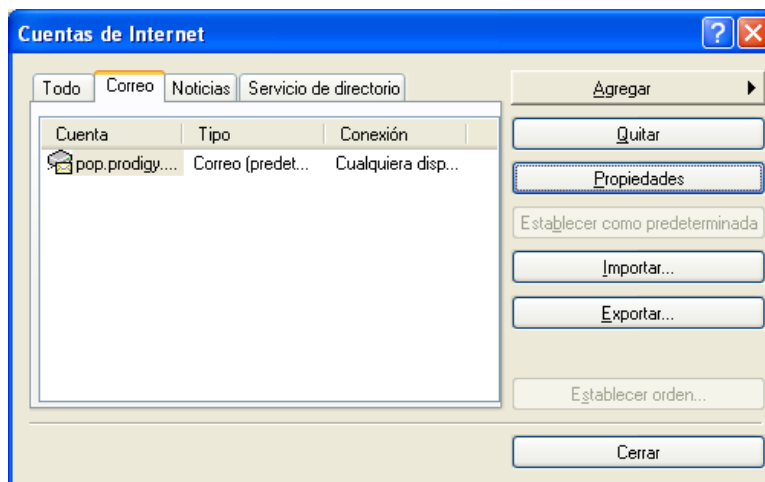 Cuentas de Internet
Todo Correo Noticias Servicio de directorio
Cuenta Tipo Conexión
pop.prodigy.... Correo (predet... Cualquiera disp...
Agregar
Quitar
Propiedades
Establecer como predeterminada
Importar...
Exportar...
Establecer orden...
Cerrar